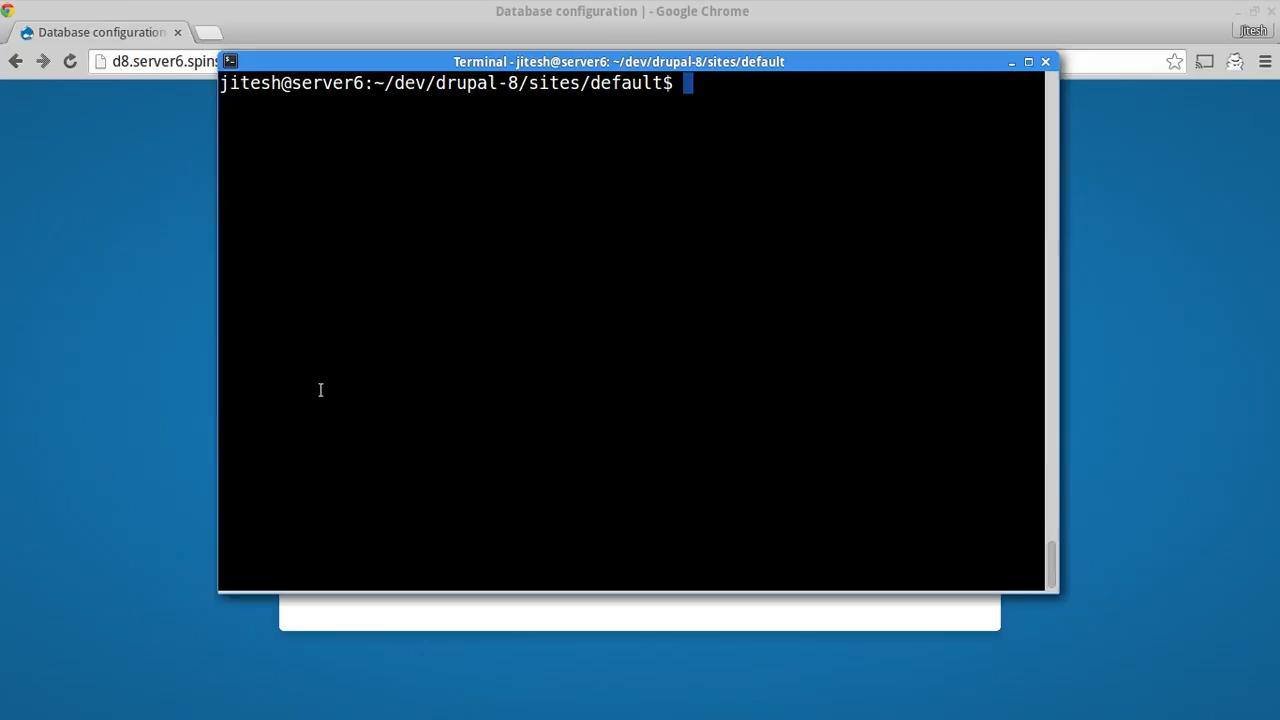 Database configuration | - Google Chrome
Database configuration
Jitesh
d8.server6.spins
Terminal - jitesh@server6: ~/dev/drupal-8/sites/default
jitesh@server6:~/dev/drupal-8/sites/default$